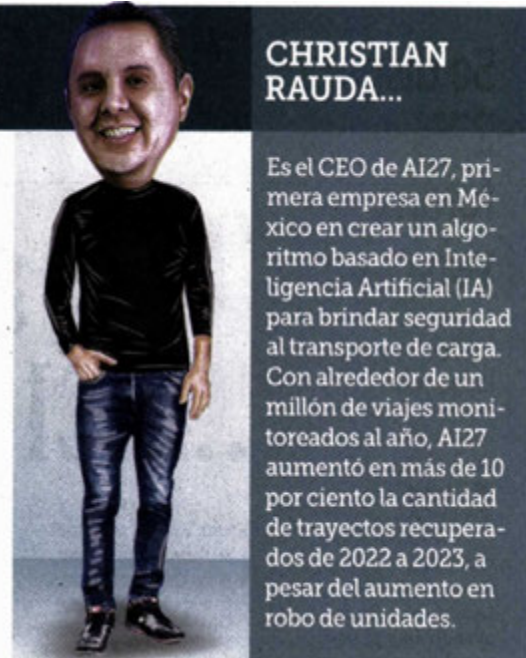 CHRISTIAN
RAUDA...
Es el CEO de AI27, pri-
mera empresa en Mé-
xico en crear un algo-
ritmo basado en Inte-
ligencia Artificial (IA)
para brindar seguridad
al transporte de carga.
Con alrededor de un
millón de viajes moni-
toreados al año, AI27
aumentó en más de 10
por ciento la cantidad
de trayectos recupera-
dos de 2022 a 2023, a
pesar del aumento en
robo de unidades.